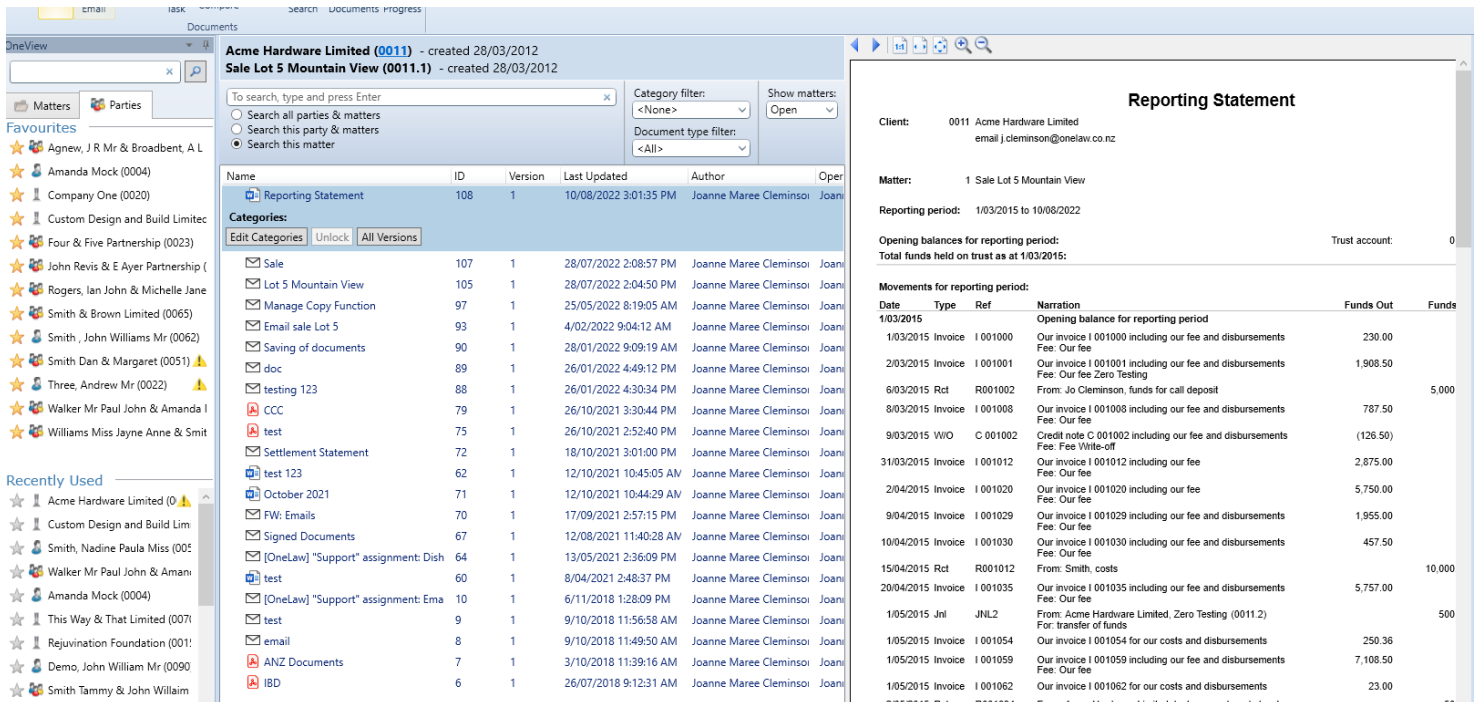 Email
Task
Search Documents Progress
Documents
OneView
Matters
Parties
Favourites
Agnew, J R Mr & Broadbent, A L
Amanda Mock (0004)
Company One (0020)
Custom Design and Build Limitec
Four & Five Partnership (0023)
John Revis & E Ayer Partnership (
Rogers, Ian John & Michelle Jane
Smith & Brown Limited (0065)
Smith , John Williams Mr (0062)
Smith Dan & Margaret (0051)
Three, Andrew Mr (0022)
Walker Mr Paul John & Amanda
Williams Miss Jayne Anne & Smit
Recently Used
Acme Hardware Limited (0
Custom Design and Build Lim
Smith, Nadine Paula Miss (005
Walker Mr Paul John & Aman
Amanda Mock (0004)
This Way & That Limited (007
Rejuvination Foundation (001
Demo, John William Mr (0090
Smith Tammy & John Willaim
Acme Hardware Limited (0011) - created 28/03/2012
Sale Lot 5 Mountain View (0011.1) - created 28/03/2012
To search, type and press Enter
Search all parties & matters
Search this party & matters
Search this matter
Category filter:
<None>
Document type filter:
<All>
Show matters:
Open
Name ID Version Last Updated Author Oper
Reporting Statement 108 1 10/08/2022 3:01:35 PM Joanne Maree Cleminsor Joan
Categories:
Edit Categories Unlock All Versions
Sale 107 1 28/07/2022 2:08:57 PM Joanne Maree Cleminsor Joan
Lot 5 Mountain View 105 1 28/07/2022 2:04:50 PM Joanne Maree Cleminsor Joan
Manage Copy Function 97 1 25/05/2022 8:19:05 AM Joanne Maree Cleminsor Joan
Email sale Lot 5 93 1 4/02/2022 9:04:12 AM Joanne Maree Cleminsor Joan
Saving of documents 90 1 28/01/2022 9:09:19 AM Joanne Maree Cleminsor Joan
doc 89 1 26/01/2022 4:49:12 PM Joanne Maree Cleminsor Joan
testing 123 88 1 26/01/2022 4:30:34 PM Joanne Maree Cleminsor Joan
CCC 79 1 26/10/2021 3:30:44 PM Joanne Maree Cleminsor Joan
test 75 1 26/10/2021 2:52:40 PM Joanne Maree Cleminsor Joan
Settlement Statement 72 1 18/10/2021 3:01:00 PM Joanne Maree Cleminsor Joan
test 123 62 1 12/10/2021 10:45:05 AM Joanne Maree Cleminsor Joan
October 2021 71 1 12/10/2021 10:44:29 AM Joanne Maree Cleminsor Joan
FW: Emails 70 1 17/09/2021 2:57:15 PM Joanne Maree Cleminsor Joan
Signed Documents 67 1 12/08/2021 11:40:28 AM Joanne Maree Cleminsor Joan
[OneLaw] "Support" assignment: Dish 64 1 13/05/2021 2:36:09 PM Joanne Maree Cleminsor Joan
test 60 1 8/04/2021 2:48:37 PM Joanne Maree Cleminsor Joan
[OneLaw] "Support" assignment: Ema 10 1 6/11/2018 1:28:09 PM Joanne Maree Cleminsor Joan
test 9 1 9/10/2018 11:56:58 AM Joanne Maree Cleminsor Joan
email 8 1 9/10/2018 11:49:50 AM Joanne Maree Cleminsor Joan
ANZ Documents 7 1 3/10/2018 11:39:16 AM Joanne Maree Cleminsor Joan
IBD 6 1 26/07/2018 9:12:31 AM Joanne Maree Cleminsor Joan
1:1
Reporting Statement
Client: 0011 Acme Hardware Limited
email j.cleminson@onelaw.co.nz
Matter: 1 Sale Lot 5 Mountain View
Reporting period: 1/03/2015 to 10/08/2022
Opening balances for reporting period: Trust account: 0
Total funds held on trust as at 1/03/2015:
Movements for reporting period:
Date Type Ref Narration Funds Out Funds
1/03/2015 Opening balance for reporting period
1/03/2015 Invoice I 001000 Our invoice I 001000 including our fee and disbursements 230.00
Fee: Our fee
2/03/2015 Invoice I 001001 Our invoice I 001001 including our fee and disbursements 1,908.50
Fee: Our fee Zero Testing
6/03/2015 Rct R001002 From: Jo Cleminson, funds for call deposit 5,000
8/03/2015 Invoice I 001008 Our invoice I 001008 including our fee and disbursements 787.50
Fee: Our fee
9/03/2015 W/O C 001002 Credit note C 001002 including our fee and disbursements (126.50)
Fee: Fee Write-off
31/03/2015 Invoice I 001012 Our invoice I 001012 including our fee 2,875.00
Fee: Our fee
2/04/2015 Invoice I 001020 Our invoice I 001020 including our fee 5,750.00
Fee: Our fee
9/04/2015 Invoice I 001029 Our invoice I 001029 including our fee and disbursements 1,955.00
Fee: Our fee
10/04/2015 Invoice I 001030 Our invoice I 001030 including our fee and disbursements 457.50
Fee: Our fee
15/04/2015 Rct R001012 From: Smith, costs 10,000
20/04/2015 Invoice I 001035 Our invoice I 001035 including our fee and disbursements 5,757.00
Fee: Our fee
1/05/2015 Jnl JNL2 From: Acme Hardware Limited, Zero Testing (0011.2) 500
For: transfer of funds
1/05/2015 Invoice I 001054 Our invoice I 001054 for our costs and disbursements 250.36
1/05/2015 Invoice I 001059 Our invoice I 001059 including our fee and disbursements 7,108.50
Fee: Our fee
1/05/2015 Invoice I 001062 Our invoice I 001062 for our costs and disbursements 23.00